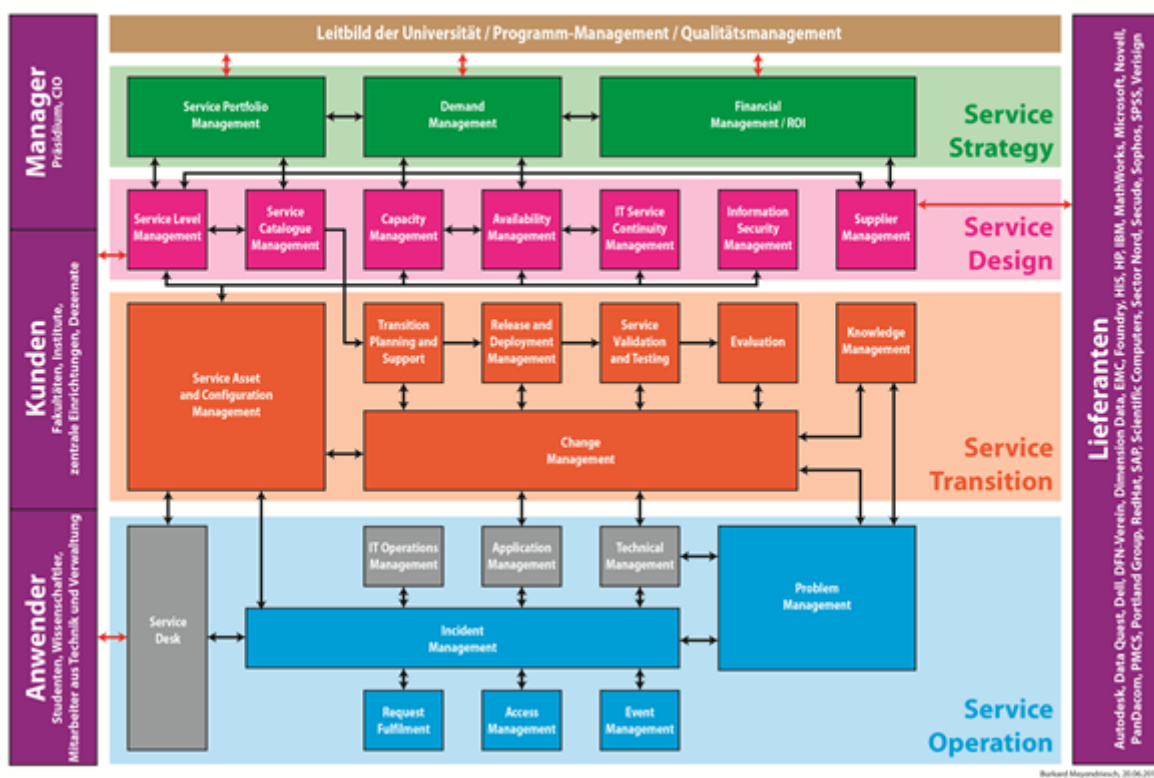 Leitbild der Universität / Programm-Management / Qualitätsmanagement
Manager
Präsidium, CIO
Kunden
Fakultäten, Institute,
zentrale Einrichtungen, Dezernate
Anwender
Studenten, Wissenschaftler,
Mitarbeiter aus Technik und Verwaltung
Service Portfolio
Management
Demand
Management
Financial
Management / ROI
Service
Strategy
Service Level
Management
Service
Catalogue
Management
Capacity
Management
Availability
Management
IT Service
Continuity
Management
Information
Security
Management
Supplier
Management
Service
Design
Service Asset
and Configuration
Management
Transition
Planning and
Support
Release and
Deployment
Management
Service
Validation
and Testing
Evaluation
Knowledge
Management
Change
Management
Service
Transition
Service
Desk
IT Operations
Management
Application
Management
Technical
Management
Problem
Management
Incident
Management
Request
Fulfilment
Access
Management
Event
Management
Service
Operation
Lieferanten
Autodesk, Data Quest, Dell, DFN-Verein, Dimension Data, EMC, Foundry, HIS, HP, IBM, MathWorks, Microsoft, Novell,
PanDacom, PMCS, Portland Group, RedHat, SAP, Scientific Computers, Sector Nord, Secude, Sophos, SPSS, Verisign